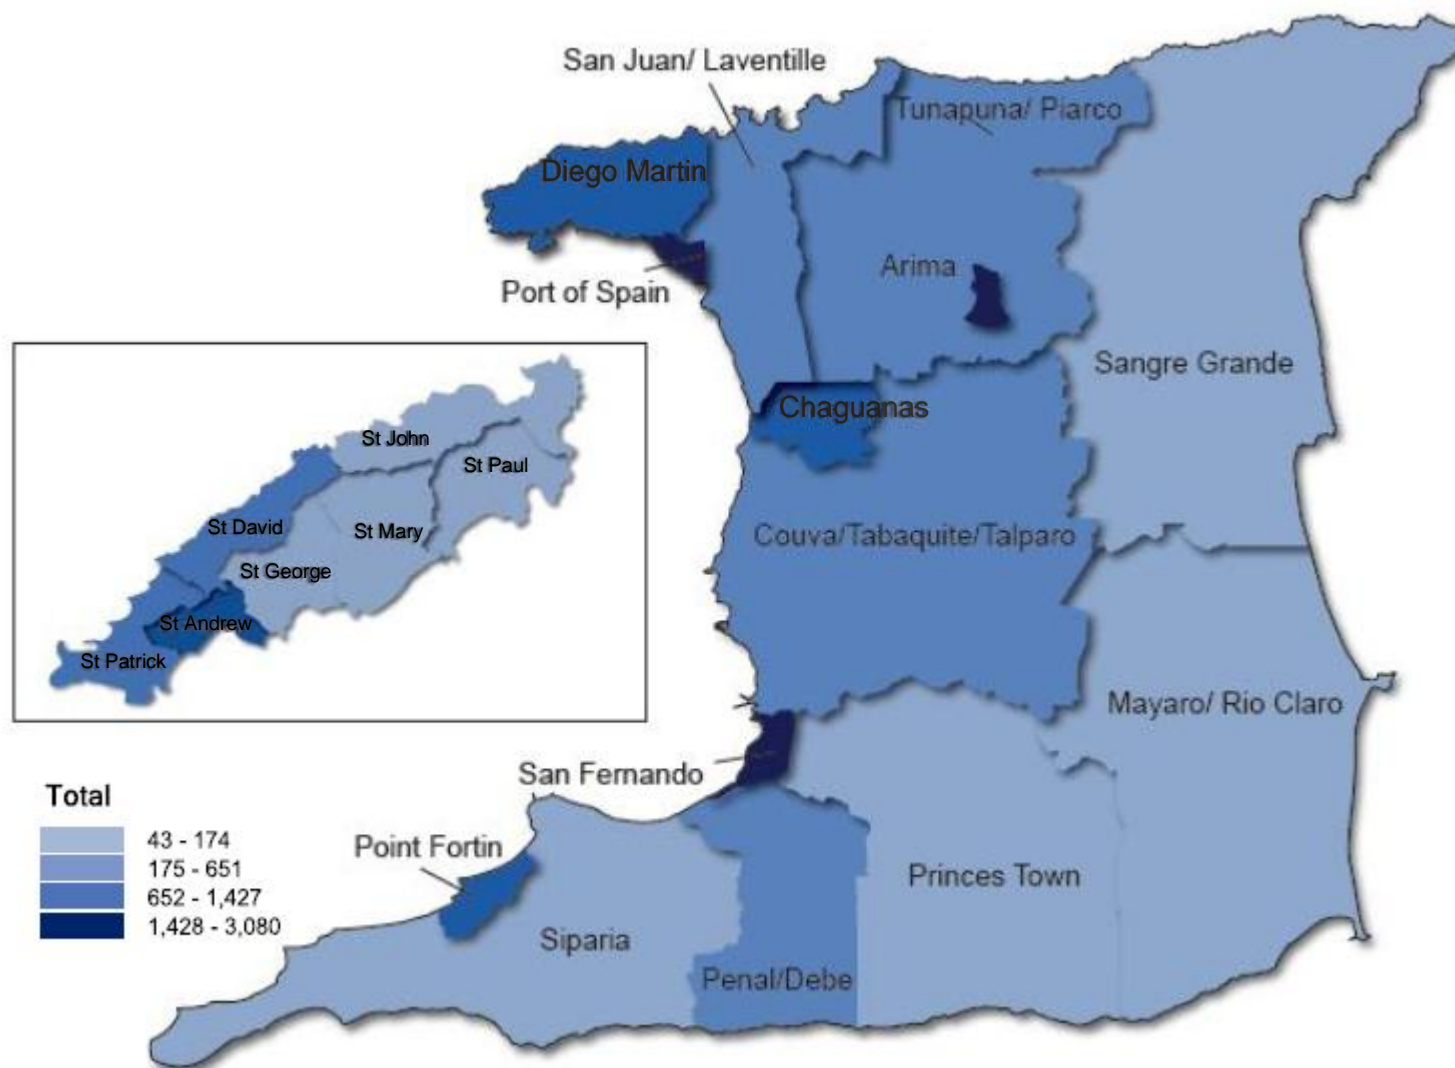 San Juan/ Laventille
Tunapuna/ Piarco
Diego Martin
Arima
Port of Spain
Sangre Grande
Chaguanas
St John
St Paul
St David
St Mary
Couva/Tabaquite/Talparo
St George
St Andrew
St Patrick
Mayaro/ Rio Claro
San Fernando
Total
43 - 174
175 - 651
652 - 1,427
1,428 - 3,080
Point Fortin
Princes Town
Siparia
Penal/Debe